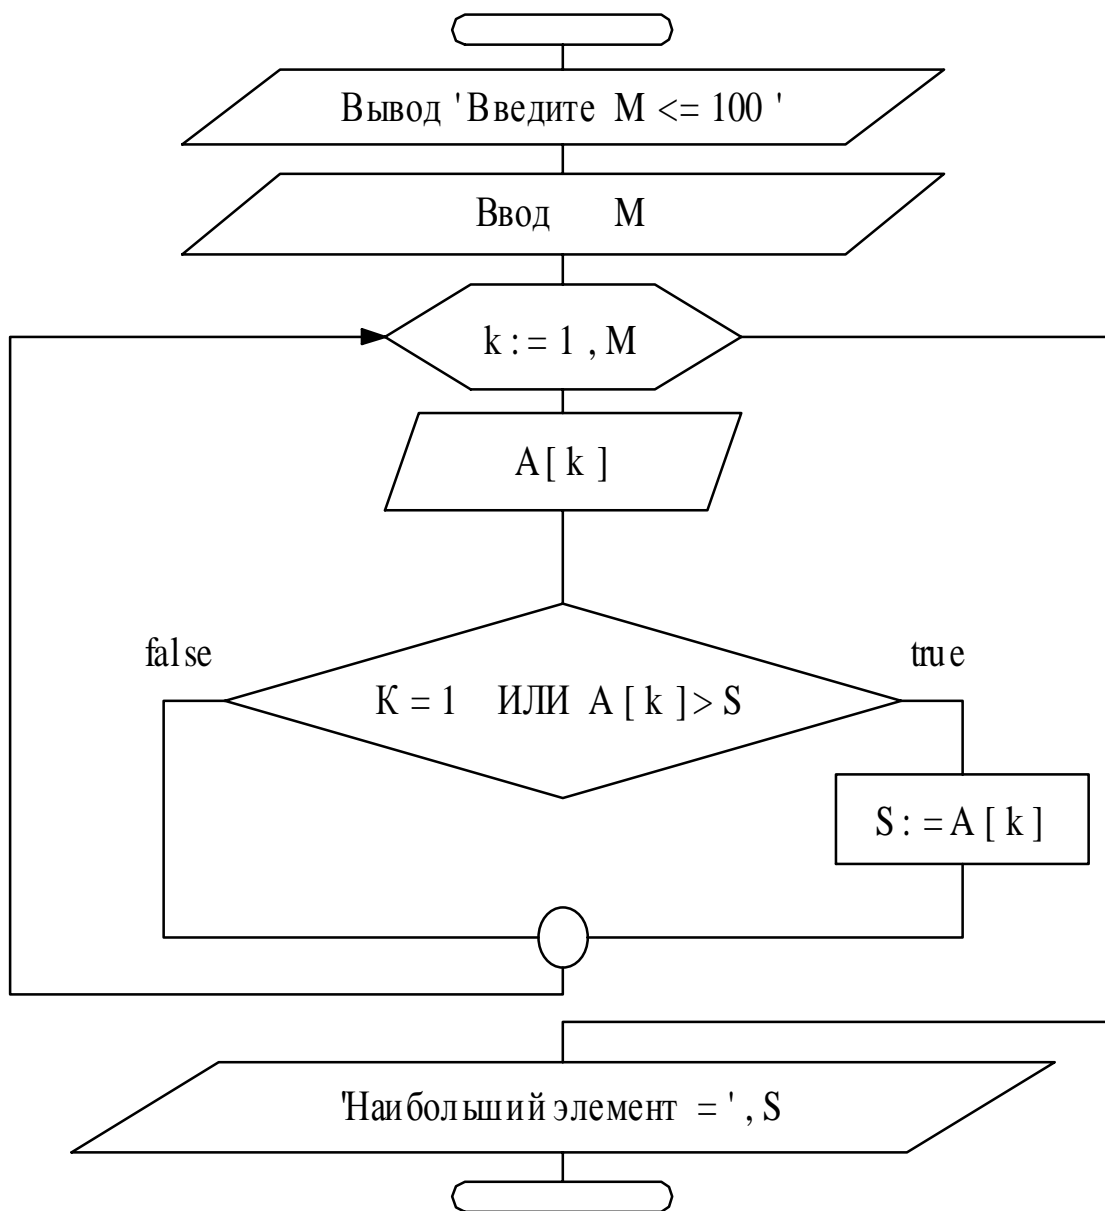 Вывод 'Введите М <= 100 '
Ввод М
k : = 1 , М
А [ k ]
false
true
К = 1 ИЛИ А [ k ] > S
S : = А [ k ]
'Наибольший элемент = ' , S